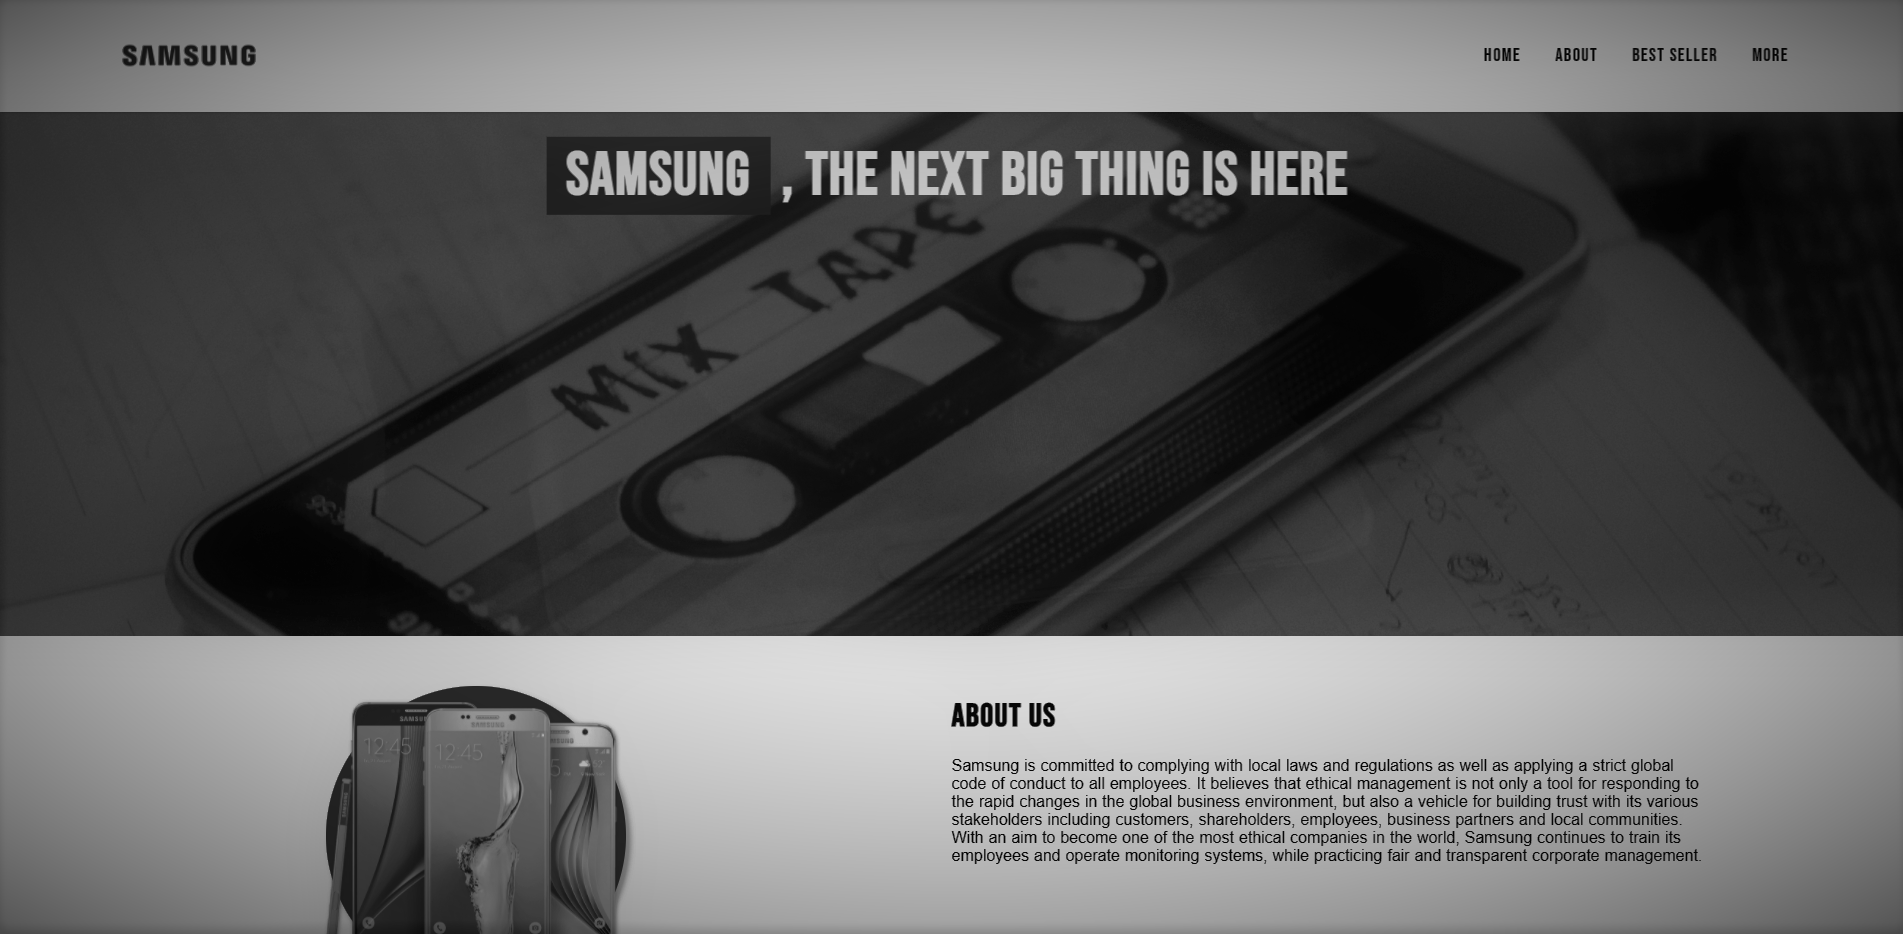 SAMSUNG
HOME ABOUT BEST SELLER MORE
SAMSUNG , THE NEXT BIG THING IS HERE
MIX TAPE
SAMSUNG
12:45
12:45
ABOUT US
Samsung is committed to complying with local laws and regulations as well as applying a strict global
code of conduct to all employees. It believes that ethical management is not only a tool for responding to
the rapid changes in the global business environment, but also a vehicle for building trust with its various
stakeholders including customers, shareholders, employees, business partners and local communities.
With an aim to become one of the most ethical companies in the world, Samsung continues to train its
employees and operate monitoring systems, while practicing fair and transparent corporate management.